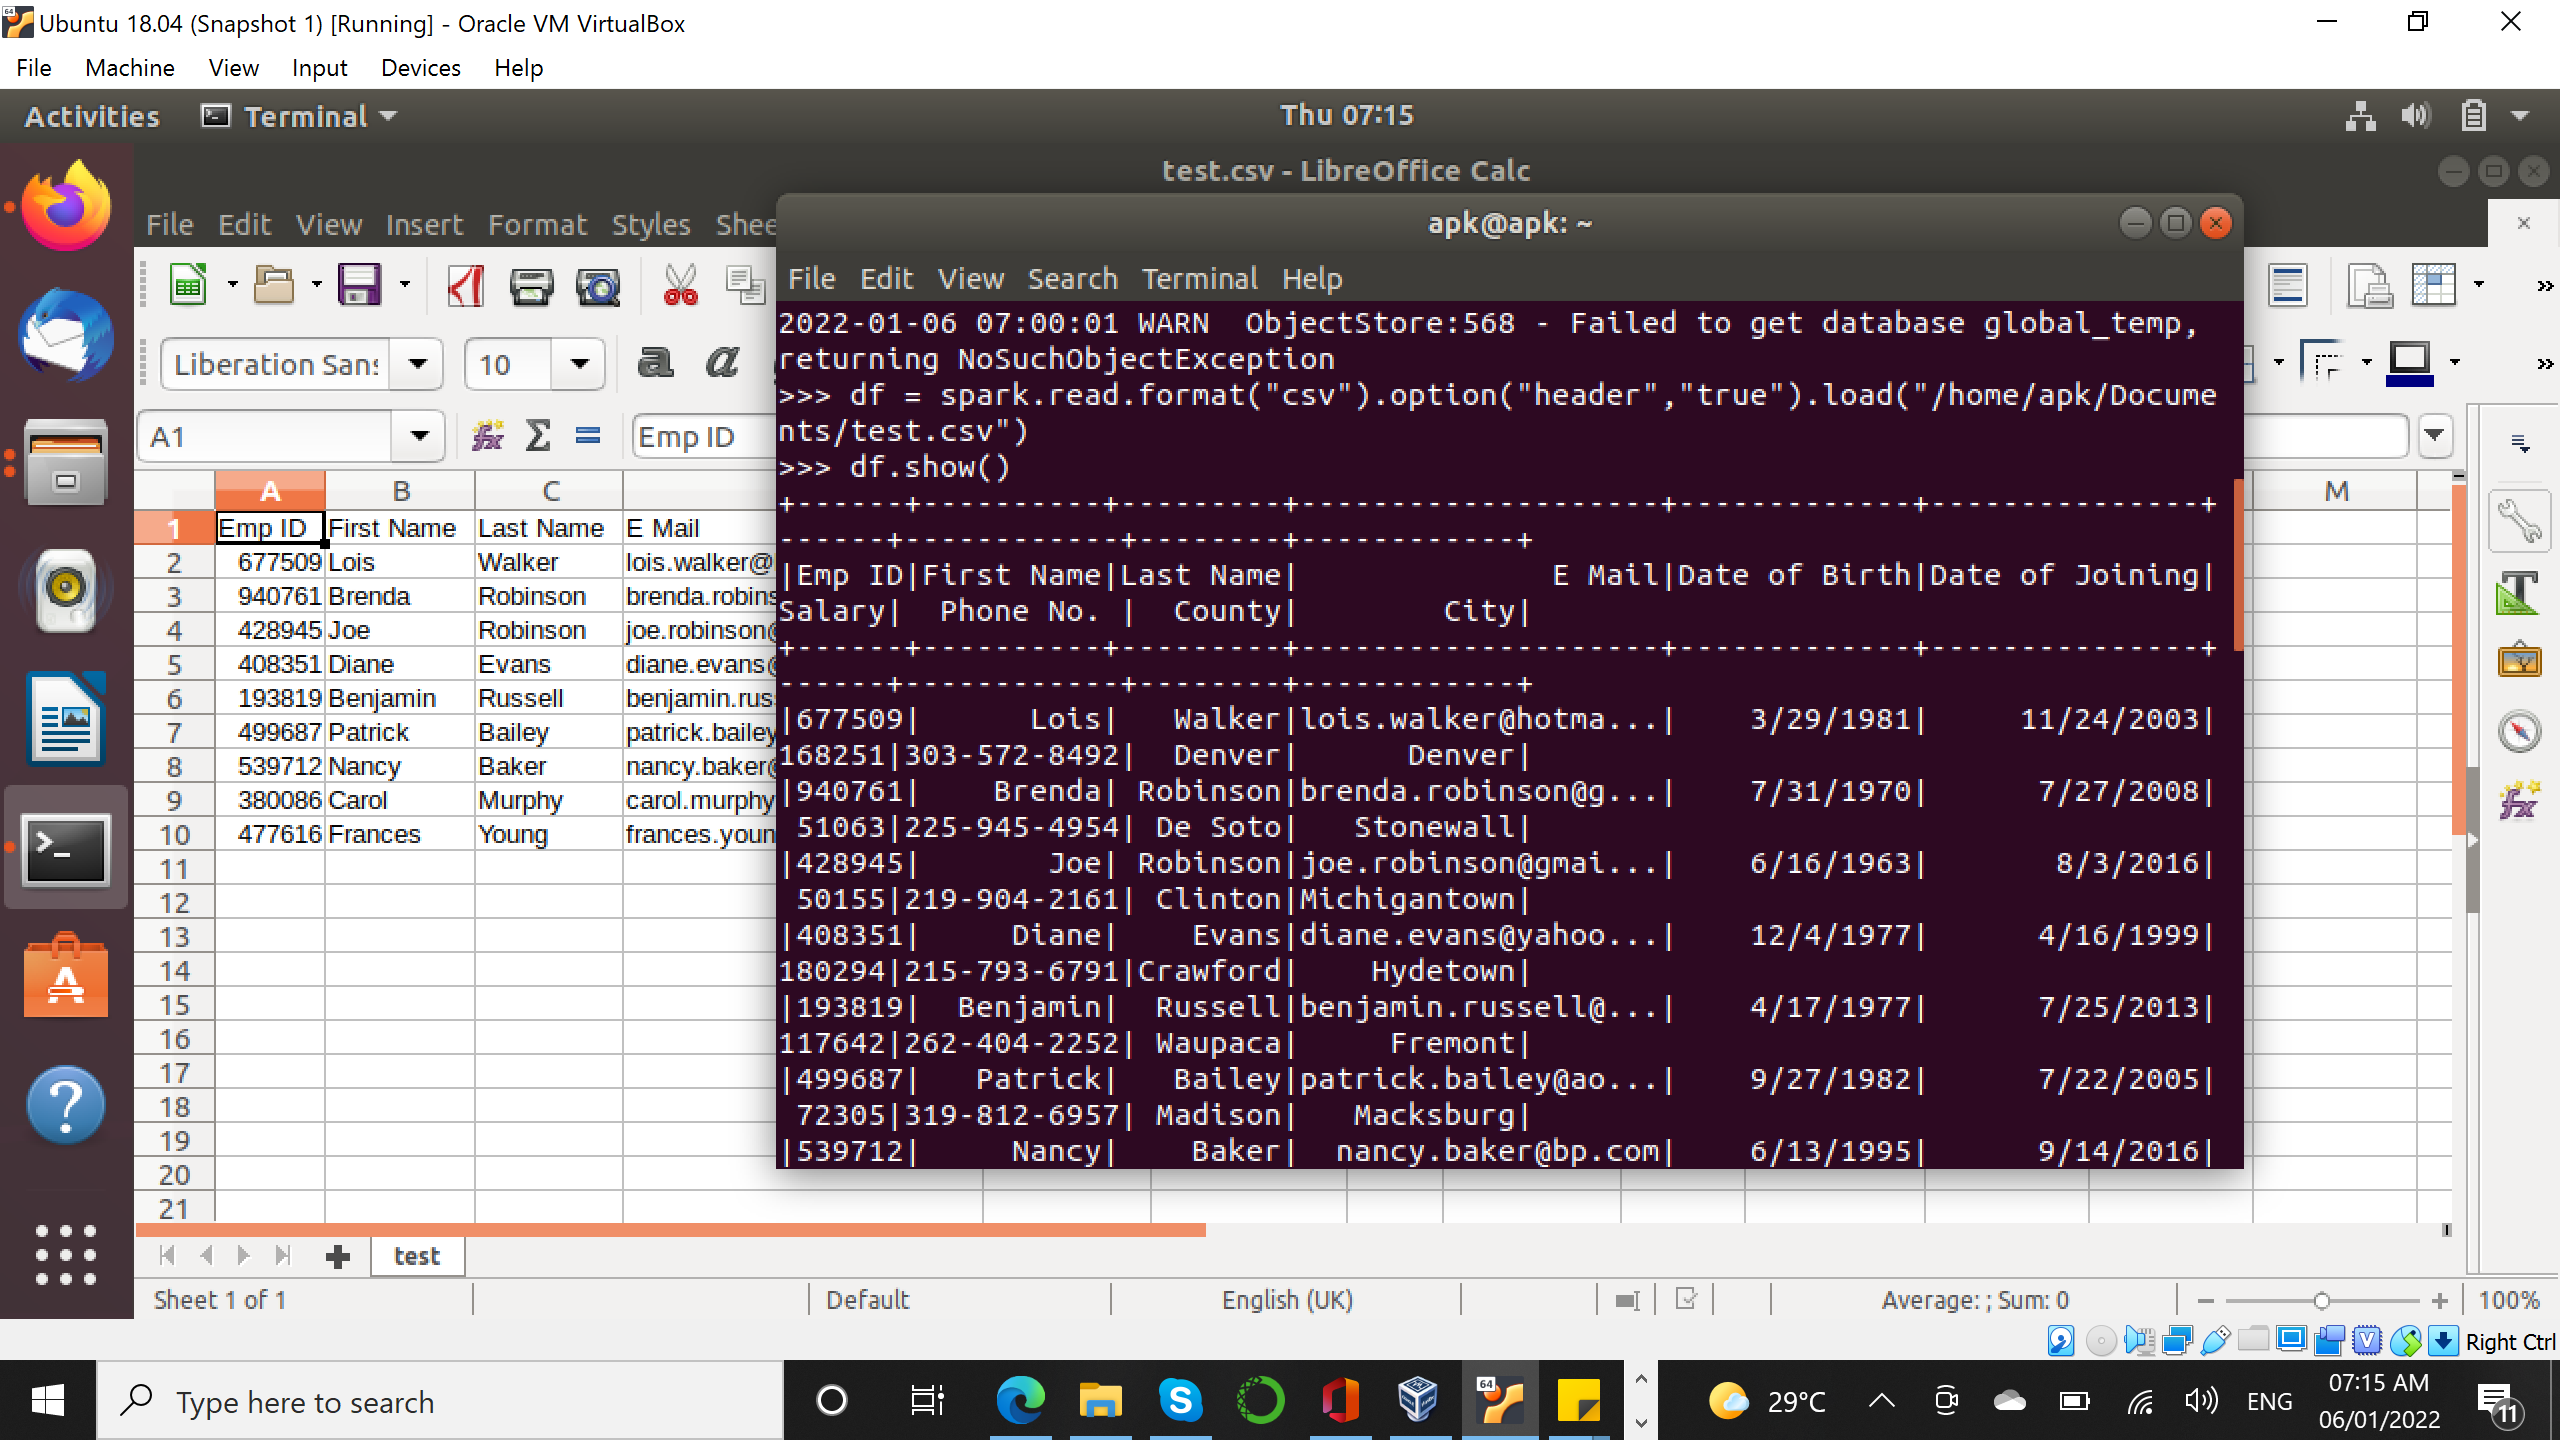 Ubuntu 18.04 (Snapshot 1) [Running] - Oracle VM VirtualBox
File Machine View Input Devices Help
Activities Terminal Thu 07:15
test.csv - LibreOffice Calc
File Edit View Insert Format Styles Shee
apk@apk: ~
File Edit View Search Terminal Help
Liberation Sans 10
A1 Emp ID
2022-01-06 07:00:01 WARN  ObjectStore:568 - Failed to get database global_temp,
returning NoSuchObjectException
>>> df = spark.read.format("csv").option("header","true").load("/home/apk/Docume
nts/test.csv")
>>> df.show()
+------+----------+---------+--------------------+-------------+---------------+
------+------------+--------+------------+
|Emp ID|First Name|Last Name|              E Mail|Date of Birth|Date of Joining|
Salary|  Phone No. |  County|        City|
+------+----------+---------+--------------------+-------------+---------------+
------+------------+--------+------------+
|677509|      Lois|   Walker|lois.walker@hotma...|    3/29/1981|     11/24/2003|
168251|303-572-8492|  Denver|      Denver|
|940761|    Brenda| Robinson|brenda.robinson@g...|    7/31/1970|      7/27/2008|
 51063|225-945-4954| De Soto|   Stonewall|
|428945|       Joe| Robinson|joe.robinson@gmai...|    6/16/1963|       8/3/2016|
 50155|219-904-2161| Clinton|Michigantown|
|408351|     Diane|    Evans|diane.evans@yahoo...|    12/4/1977|      4/16/1999|
180294|215-793-6791|Crawford|    Hydetown|
|193819|  Benjamin|  Russell|benjamin.russell@...|    4/17/1977|      7/25/2013|
117642|262-404-2252| Waupaca|     Fremont|
|499687|   Patrick|   Bailey|patrick.bailey@ao...|    9/27/1982|      7/22/2005|
 72305|319-812-6957| Madison|   Macksburg|
|539712|     Nancy|    Baker|  nancy.baker@bp.com|    6/13/1995|      9/14/2016|
A B C M
1 Emp ID First Name Last Name E Mail
2 677509 Lois Walker lois.walker@
3 940761 Brenda Robinson brenda.robins
4 428945 Joe Robinson joe.robinson@
5 408351 Diane Evans diane.evans@
6 193819 Benjamin Russell benjamin.rus
7 499687 Patrick Bailey patrick.bailey
8 539712 Nancy Baker nancy.baker@
9 380086 Carol Murphy carol.murphy
10 477616 Frances Young frances.youn
11
12
13
14
15
16
17
18
19
20
21
test
Sheet 1 of 1 Default English (UK) Average: ; Sum: 0 100%
Right Ctrl
Type here to search 64 29°C ENG 07:15 AM
06/01/2022 11